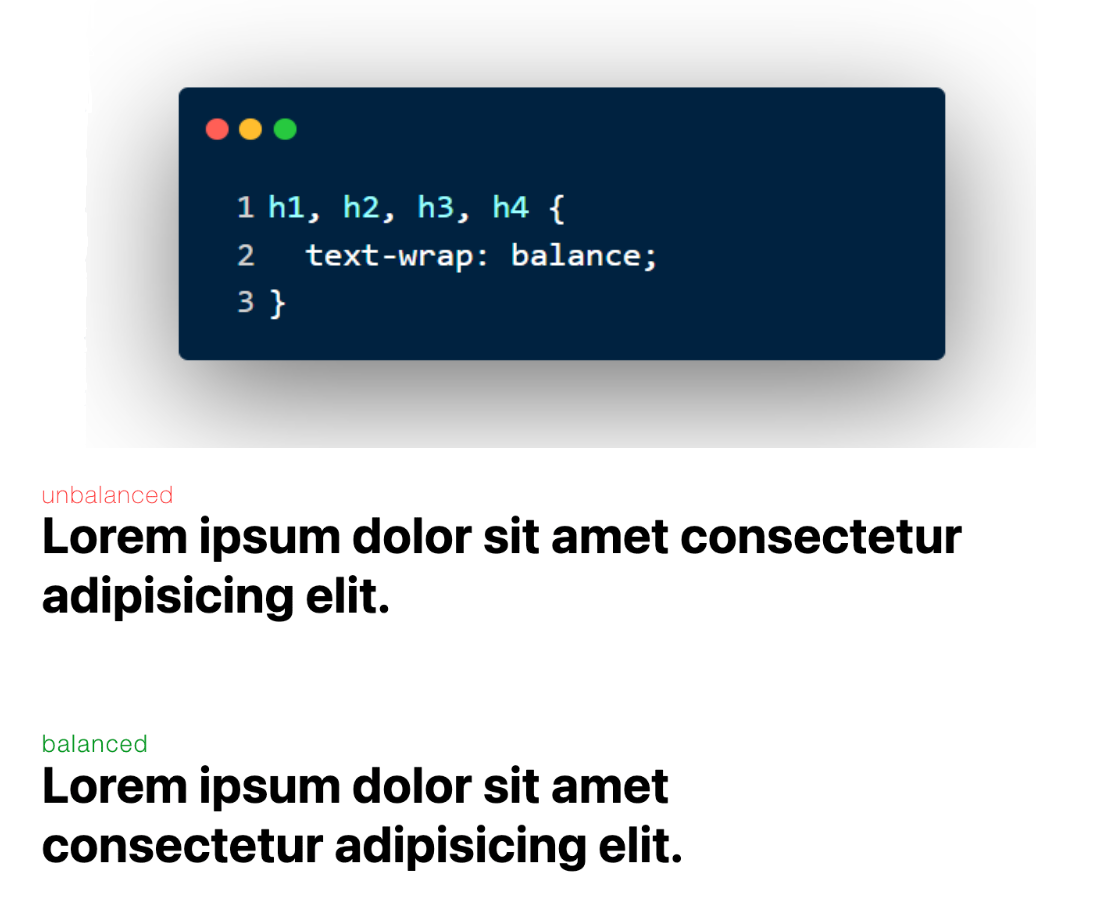 1 h1, h2, h3, h4 {
2   text-wrap: balance;
3 }
unbalanced
Lorem ipsum dolor sit amet consectetur
adipisicing elit.
balanced
Lorem ipsum dolor sit amet
consectetur adipisicing elit.